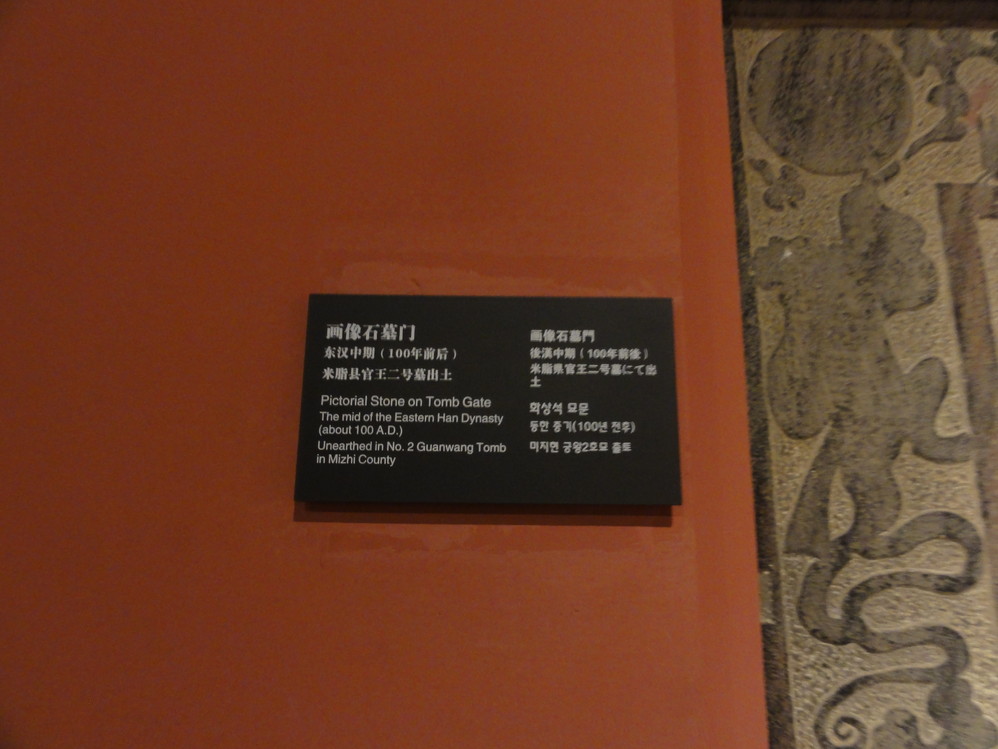 画像石墓门
东汉中期（100年前后）
米脂县官王二号墓出土
Pictorial Stone on Tomb Gate
The mid of the Eastern Han Dynasty
(about 100 A.D.)
Unearthed in No. 2 Guanwang Tomb
in Mizhi County
画像石墓門
後漢中期（100年前後）
米脂県官王二号墓にて出
土
화상석 묘문
동한 중기(100년 전후)
미지현 궁왕2호묘 출토